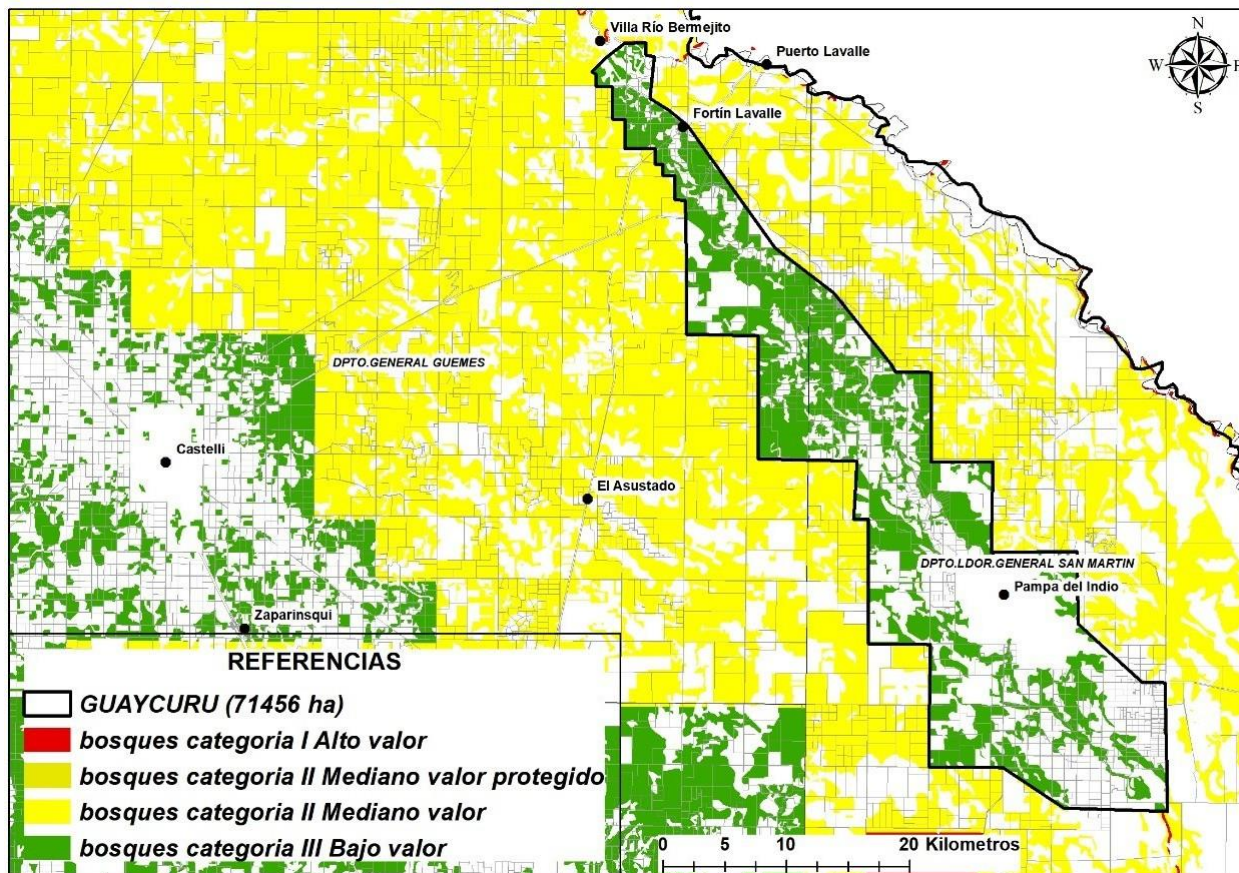 Villa Río Bermejito
Puerto Lavalle
N
W
E
S
Fortín Lavalle
DPTO.GENERAL GUEMES
Castelli
El Asustado
DPTO.LDOR.GENERAL SAN MARTIN
Pampa del Indio
Zaparinsqui
REFERENCIAS
GUAYCURU (71456 ha)
bosques categoria I Alto valor
bosques categoria II Mediano valor protegido
bosques categoria II Mediano valor
bosques categoria III Bajo valor
0 5 10 20 Kilometros